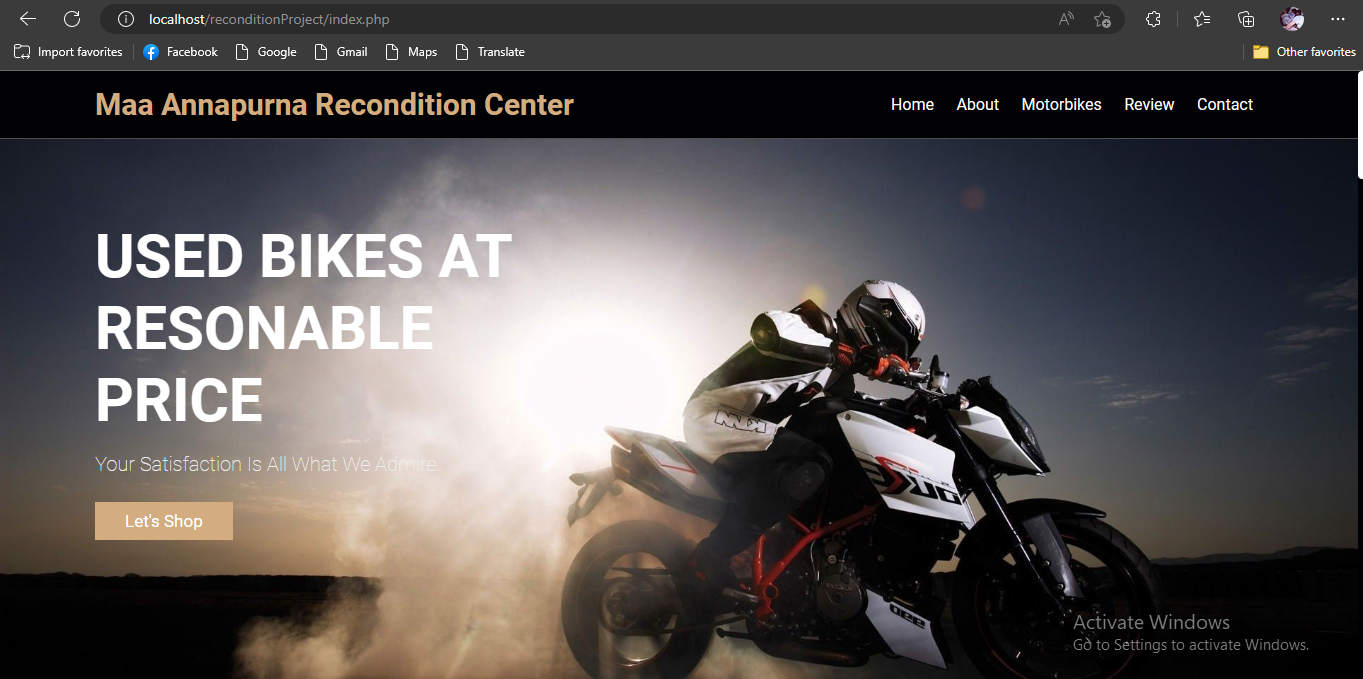 localhost/reconditionProject/index.php
Import favorites Facebook Google Gmail Maps Translate Other favorites
Maa Annapurna Recondition Center
Home About Motorbikes Review Contact
USED BIKES AT
RESONABLE
PRICE
Your Satisfaction Is All What We Admire
Let's Shop
Activate Windows
Go to Settings to activate Windows.